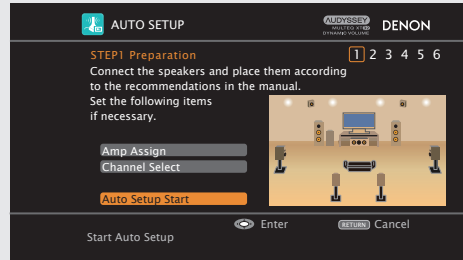 AUTO SETUP
AUDYSSEY
MULTEQ XT32
DYNAMIC VOLUME
DENON
STEP1 Preparation
1 2 3 4 5 6
Connect the speakers and place them according
to the recommendations in the manual.
Set the following items
if necessary.
Amp Assign
Channel Select
Auto Setup Start
Enter
RETURN Cancel
Start Auto Setup